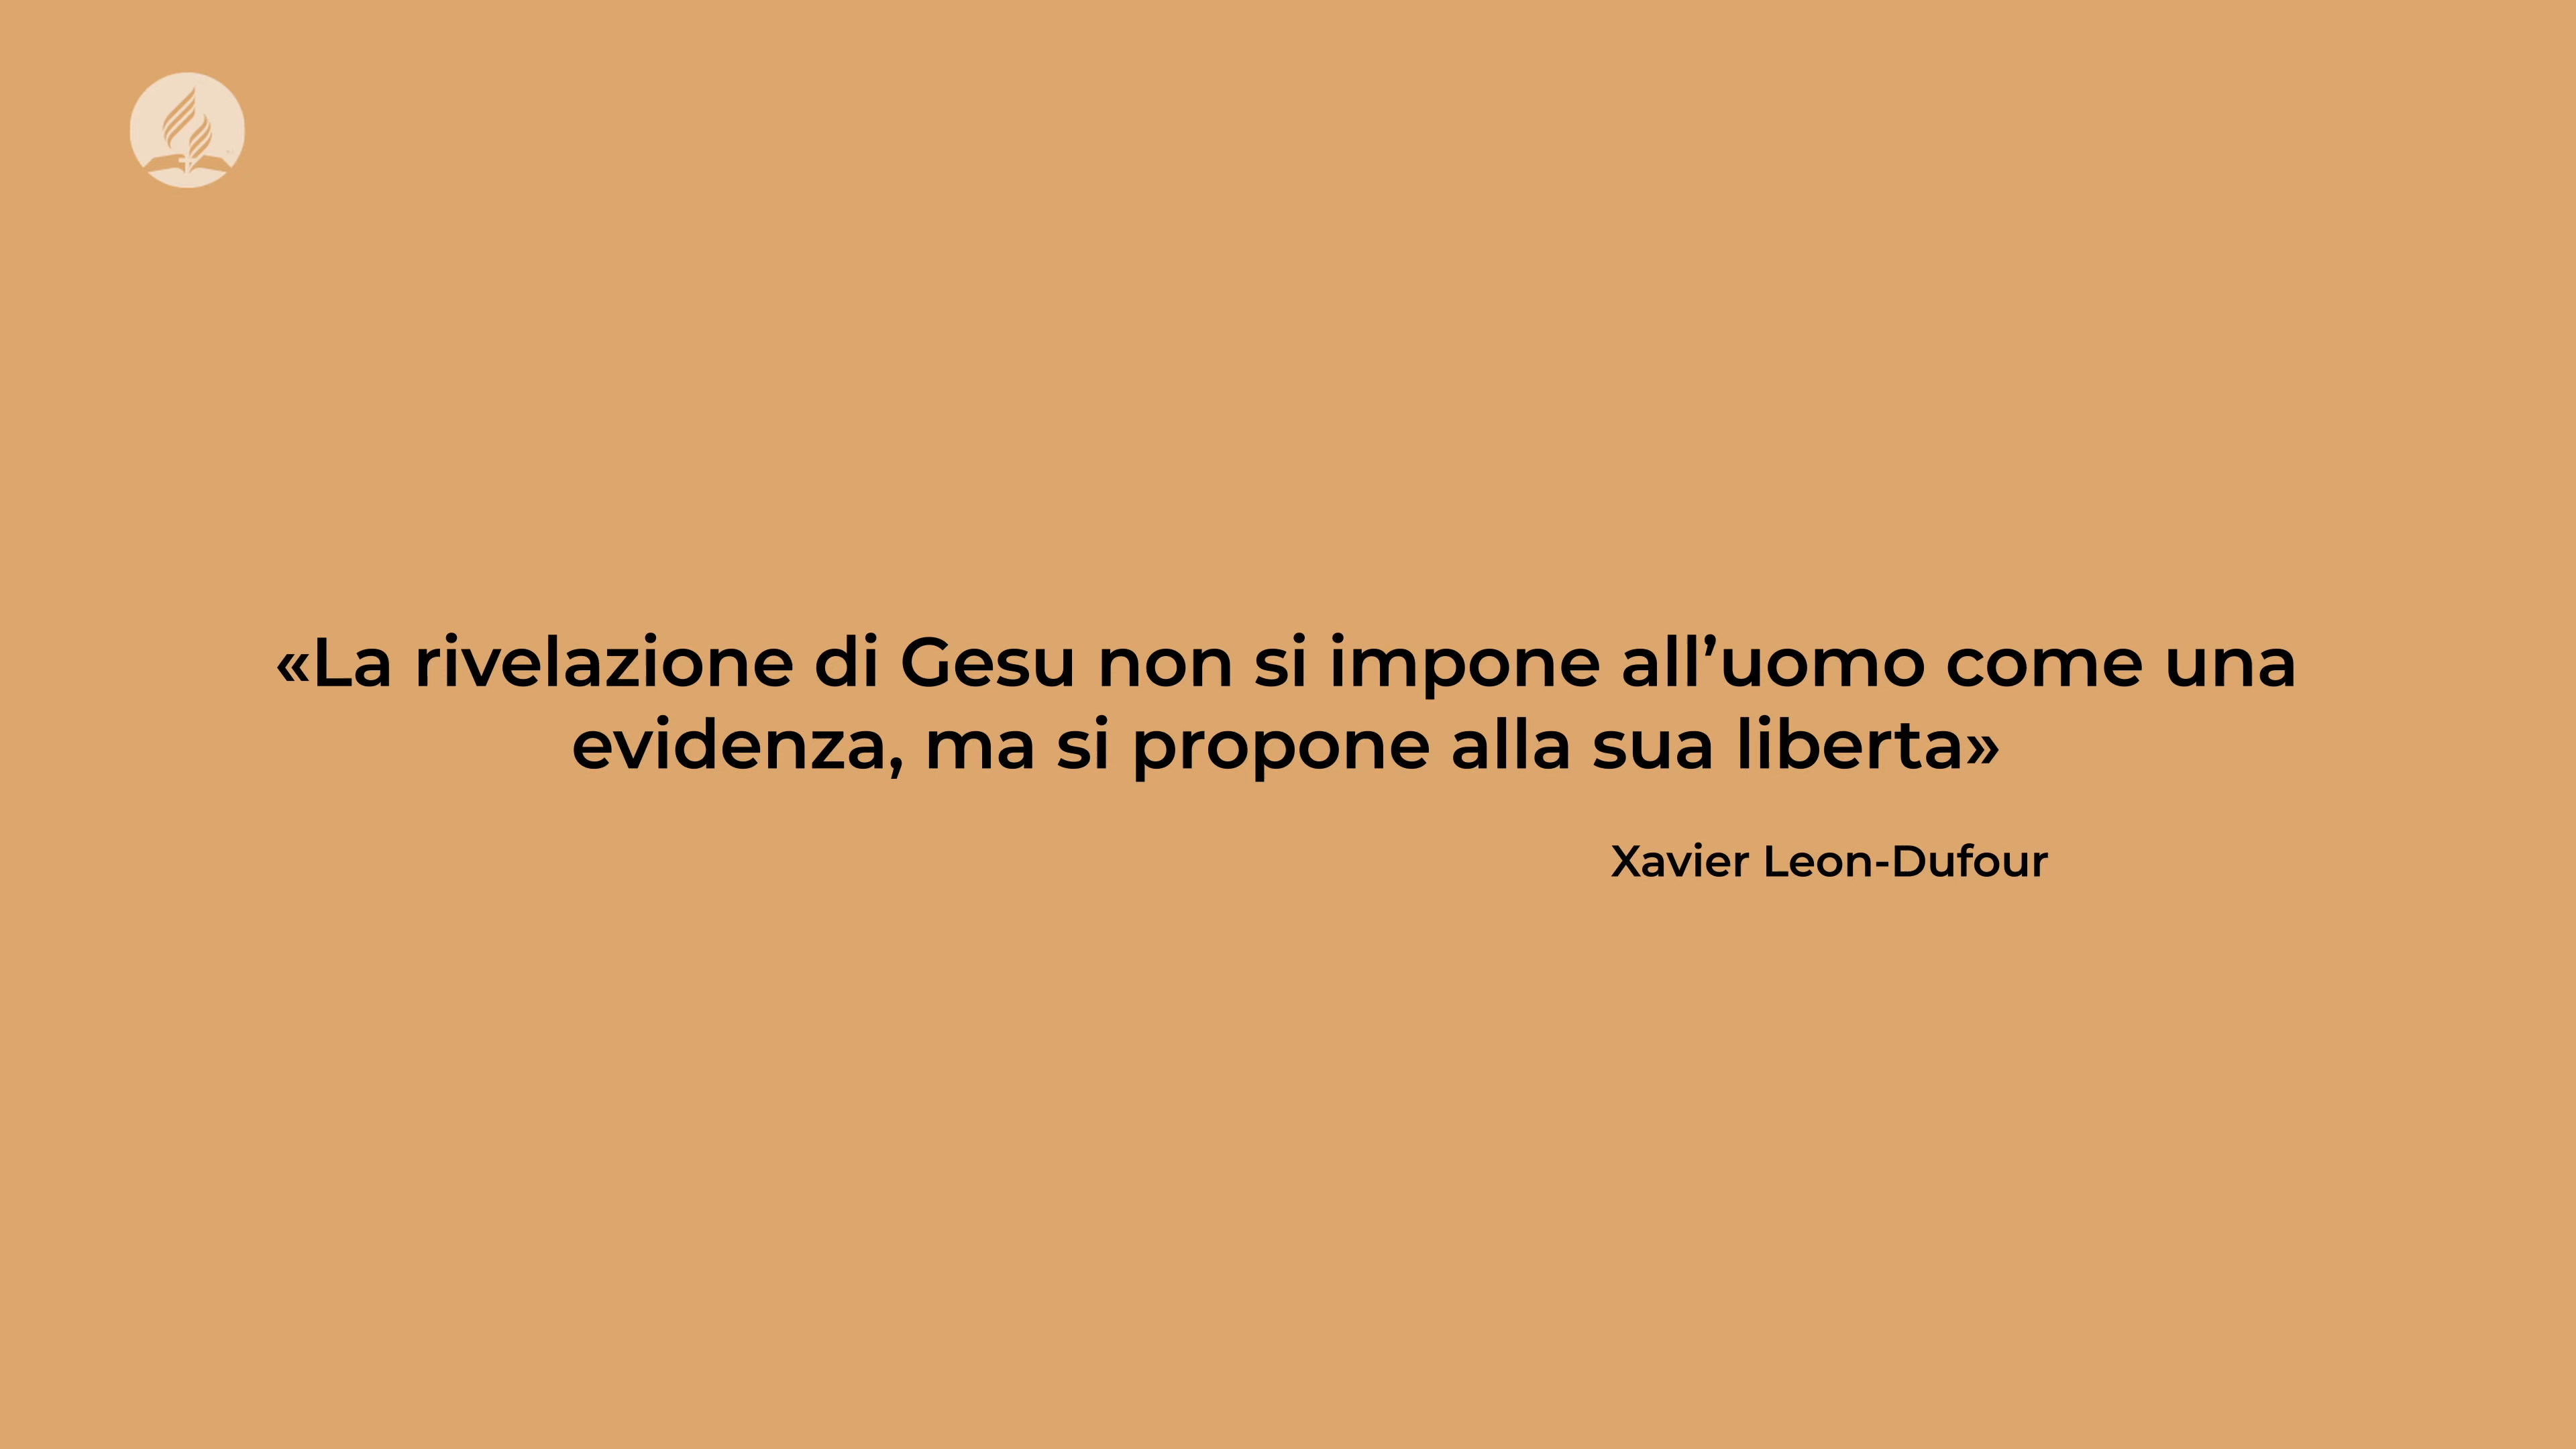 «La rivelazione di Gesu non si impone all’uomo come una
evidenza, ma si propone alla sua liberta»
Xavier Leon-Dufour